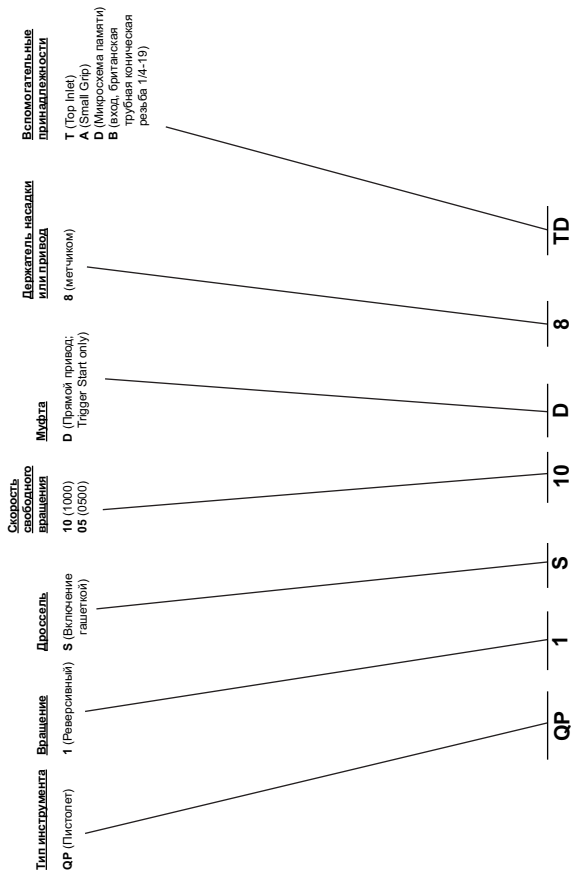 Тип инструмента
QP (Пистолет)
Вращение
1 (Реверсивный)
Дроссель
S (Включение
гашеткой)
Скорость
свободного
вращения
10 (1000)
05 (0500)
Муфта
D (Прямой привод;
Trigger Start only)
Держатель насадки
или привод
8 (метчиком)
Вспомогательные
принадлежности
T (Top Inlet)
A (Small Grip)
D (Микросхема памяти)
B (вход, британская
трубная коническая
резьба 1/4-19)
QP 1 S 10 D 8 TD